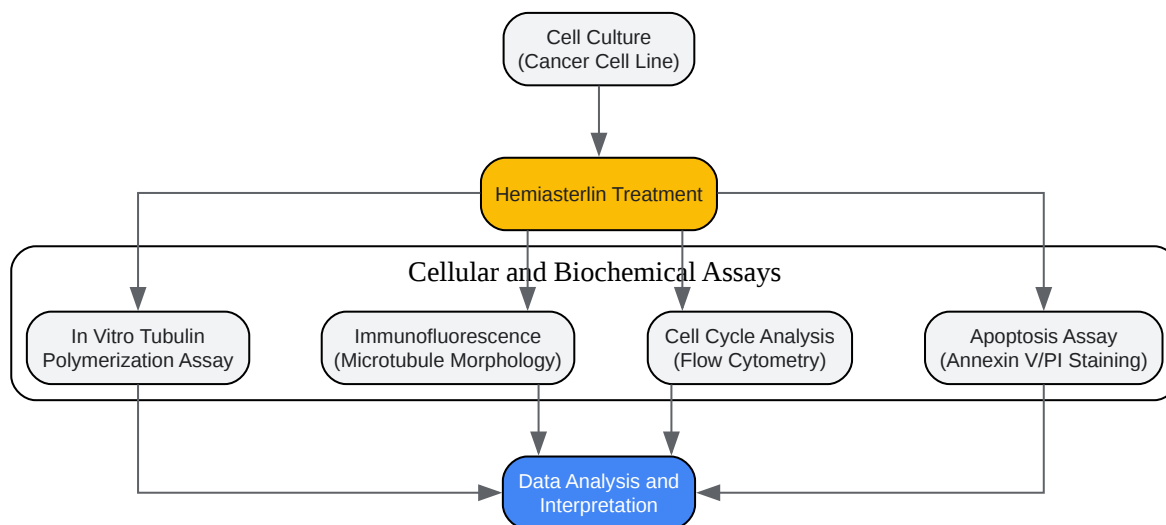 Cell Culture
(Cancer Cell Line)
Hemiasterlin Treatment
Cellular and Biochemical Assays
In Vitro Tubulin
Polymerization Assay
Immunofluorescence
(Microtubule Morphology)
Cell Cycle Analysis
(Flow Cytometry)
Apoptosis Assay
(Annexin V/PI Staining)
Data Analysis and
Interpretation